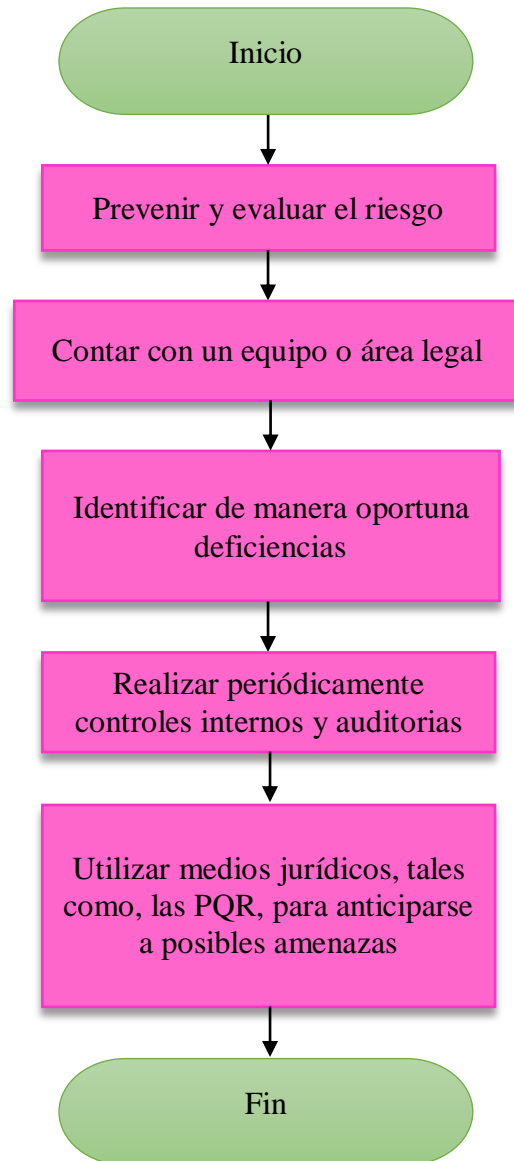 Inicio
Prevenir y evaluar el riesgo
Contar con un equipo o área legal
Identificar de manera oportuna
deficiencias
Realizar periódicamente
controles internos y auditorias
Utilizar medios jurídicos, tales
como, las PQR, para anticiparse
a posibles amenazas
Fin